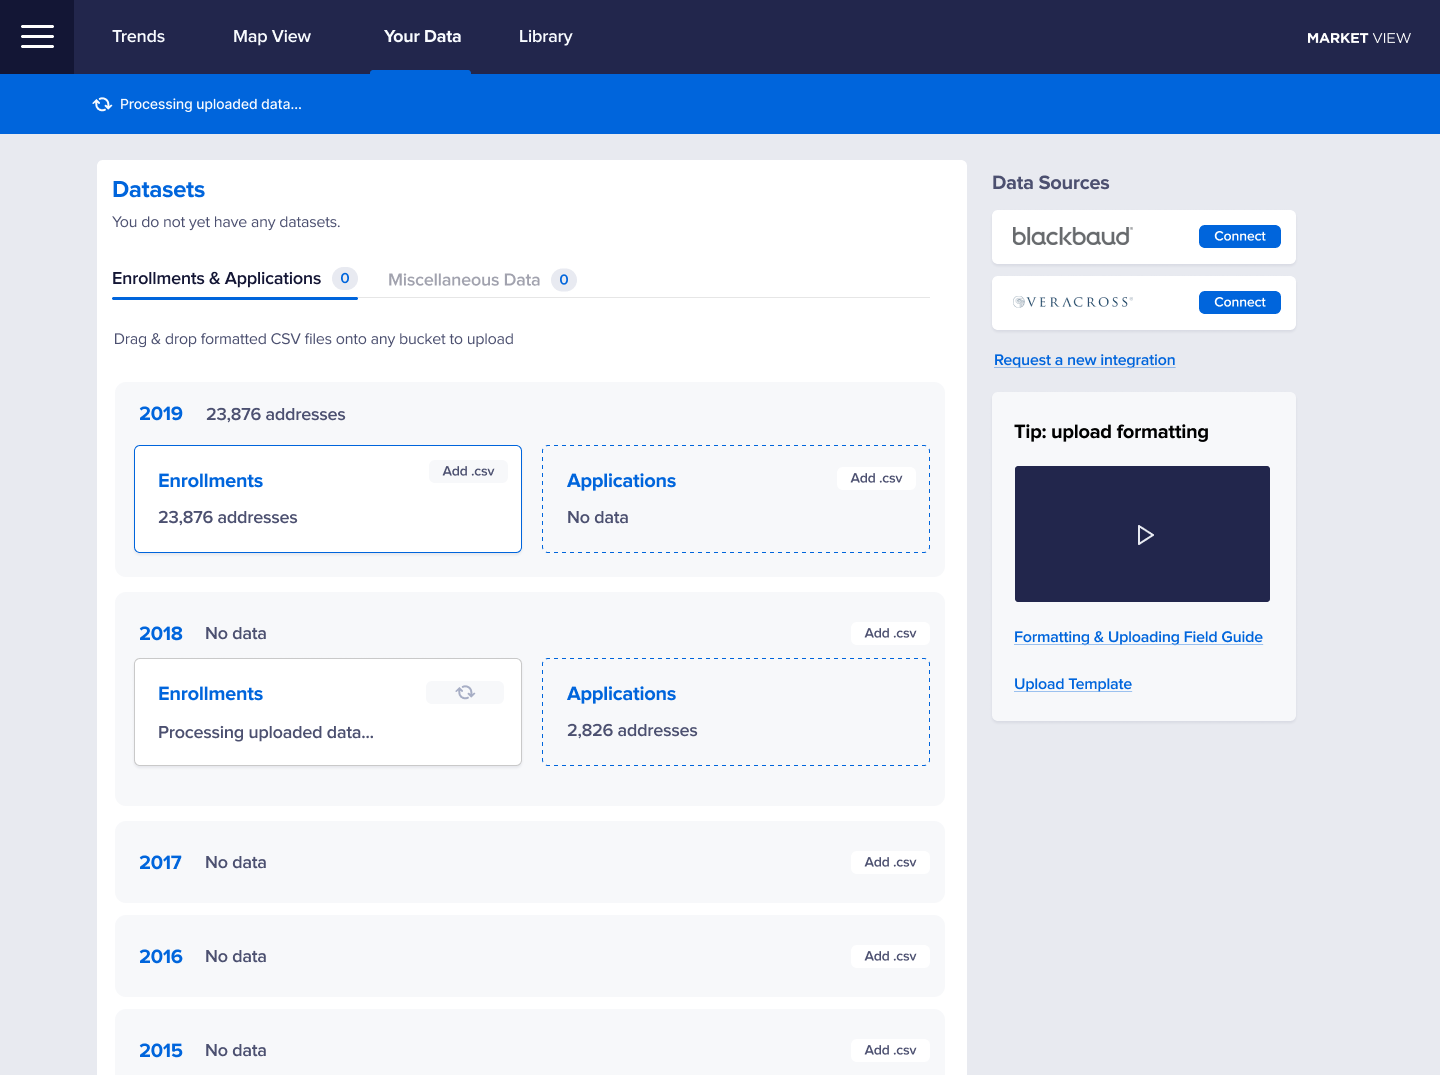 Trends
Map View
Your Data
Library
MARKET VIEW
Processing uploaded data...
Datasets
You do not yet have any datasets.
Enrollments & Applications 0
Miscellaneous Data 0
Drag & drop formatted CSV files onto any bucket to upload
2019 23,876 addresses
Enrollments
Add .csv
23,876 addresses
Applications
Add .csv
No data
2018 No data
Add .csv
Enrollments
Processing uploaded data...
Applications
2,826 addresses
2017 No data
Add .csv
2016 No data
Add .csv
2015 No data
Add .csv
Data Sources
blackbaud
Connect
VERACROSS
Connect
Request a new integration
Tip: upload formatting
Formatting & Uploading Field Guide
Upload Template